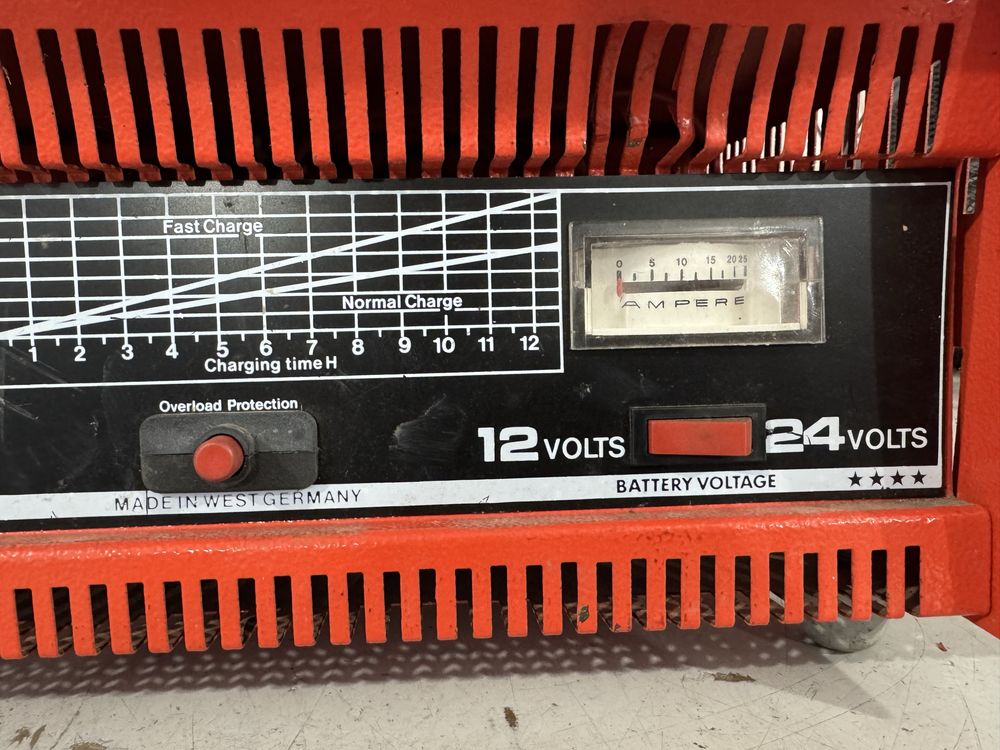 Fast Charge
Normal Charge
1 2 3 4 5 6 7 8 9 10 11 12
Charging time H
0 5 10 15 20 25
AMPERE
Overload Protection
12 VOLTS
24 VOLTS
MADE IN WEST GERMANY
BATTERY VOLTAGE ★★★★